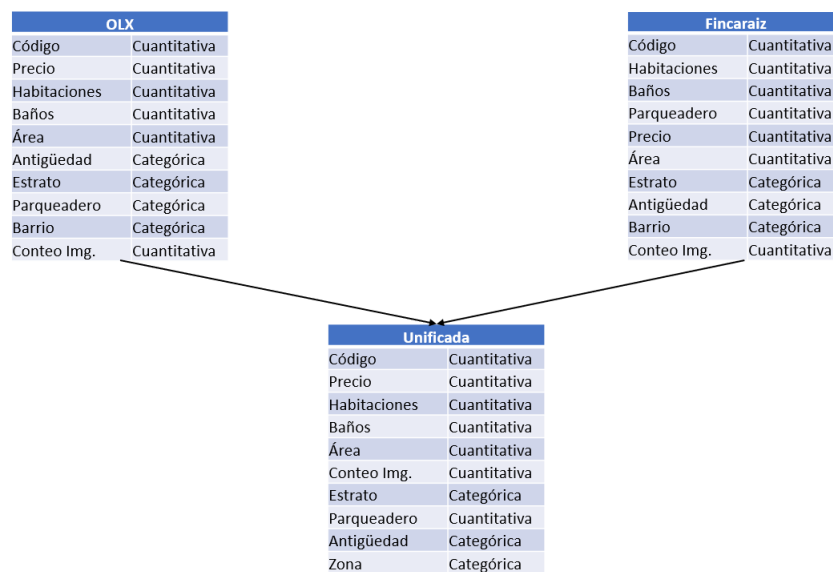 OLX
Código Cuantitativa
Precio Cuantitativa
Habitaciones Cuantitativa
Baños Cuantitativa
Área Cuantitativa
Antigüedad Categórica
Estrato Categórica
Parqueadero Categórica
Barrio Categórica
Conteo Img. Cuantitativa
Fincaraiz
Código Cuantitativa
Habitaciones Cuantitativa
Baños Cuantitativa
Parqueadero Cuantitativa
Precio Cuantitativa
Área Cuantitativa
Estrato Categórica
Antigüedad Categórica
Barrio Categórica
Conteo Img. Cuantitativa
Unificada
Código Cuantitativa
Precio Cuantitativa
Habitaciones Cuantitativa
Baños Cuantitativa
Área Cuantitativa
Conteo Img. Cuantitativa
Estrato Categórica
Parqueadero Cuantitativa
Antigüedad Categórica
Zona Categórica